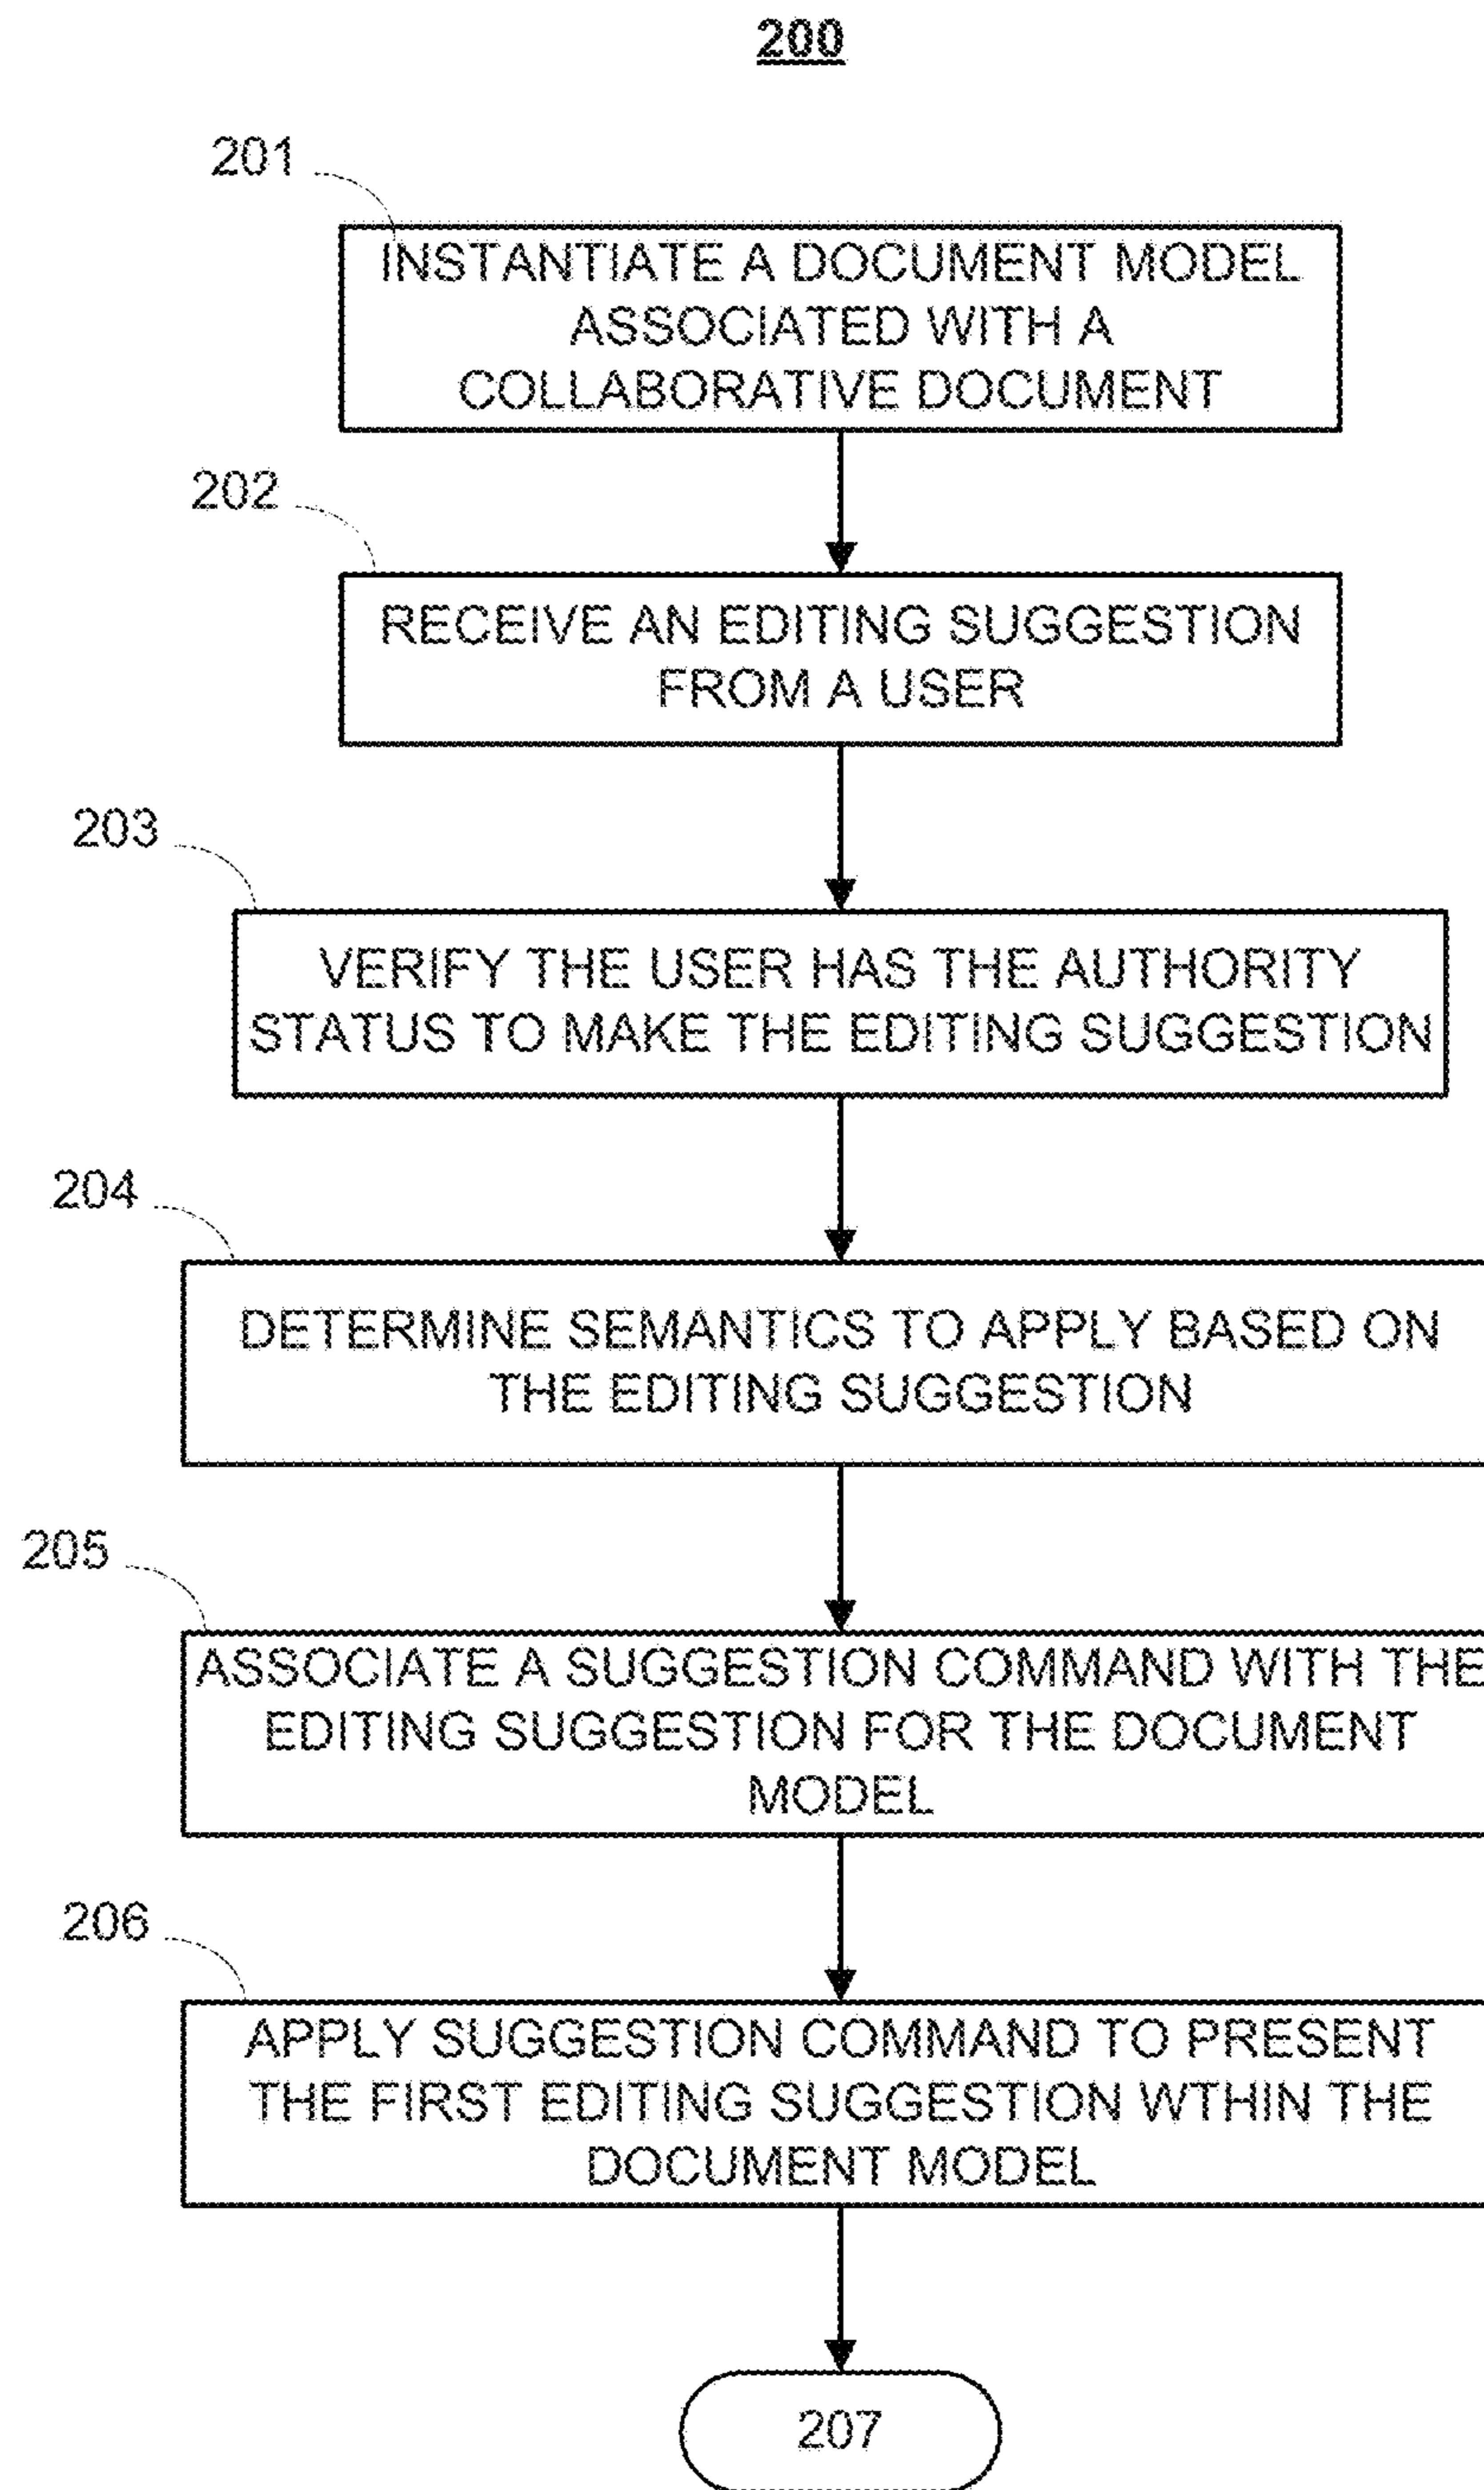 200
201
INSTANTIATE A DOCUMENT MODEL
ASSOCIATED WITH A
COLLABORATIVE DOCUMENT
202
RECEIVE AN EDITING SUGGESTION
FROM A USER
203
VERIFY THE USER HAS THE AUTHORITY
STATUS TO MAKE THE EDITING SUGGESTION
204
DETERMINE SEMANTICS TO APPLY BASED ON
THE EDITING SUGGESTION
205
ASSOCIATE A SUGGESTION COMMAND WITH THE
EDITING SUGGESTION FOR THE DOCUMENT
MODEL
206
APPLY SUGGESTION COMMAND TO PRESENT
THE FIRST EDITING SUGGESTION WTHIN THE
DOCUMENT MODEL
207